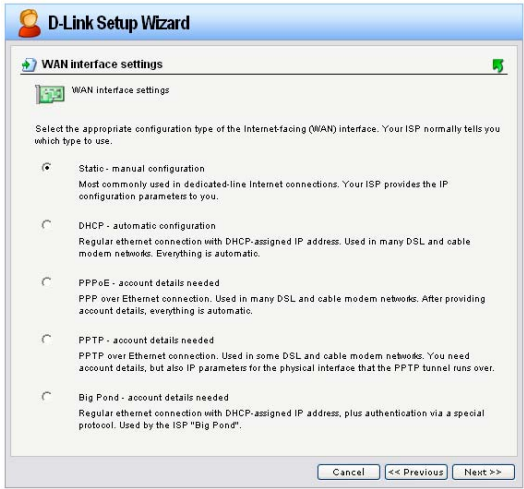 D-Link Setup Wizard
WAN interface settings
WAN interface settings
Select the appropriate configuration type of the Internet-facing (WAN) interface. Your ISP normally tells you
which type to use.
Static - manual configuration
Most commonly used in dedicated-line Internet connections. Your ISP provides the IP
configuration parameters to you.
DHCP - automatic configuration
Regular ethernet connection with DHCP-assigned IP address. Used in many DSL and cable
modem networks. Everything is automatic.
PPPoE - account details needed
PPP over Ethernet connection. Used in many DSL and cable modem networks. After providing
account details, everything is automatic.
PPTP - account details needed
PPTP over Ethernet connection. Used in some DSL and cable modem networks. You need
account details, but also IP parameters for the physical interface that the PPTP tunnel runs over.
Big Pond - account details needed
Regular ethernet connection with DHCP-assigned IP address, plus authentication via a special
protocol. Used by the ISP "Big Pond".
Cancel << Previous Next >>